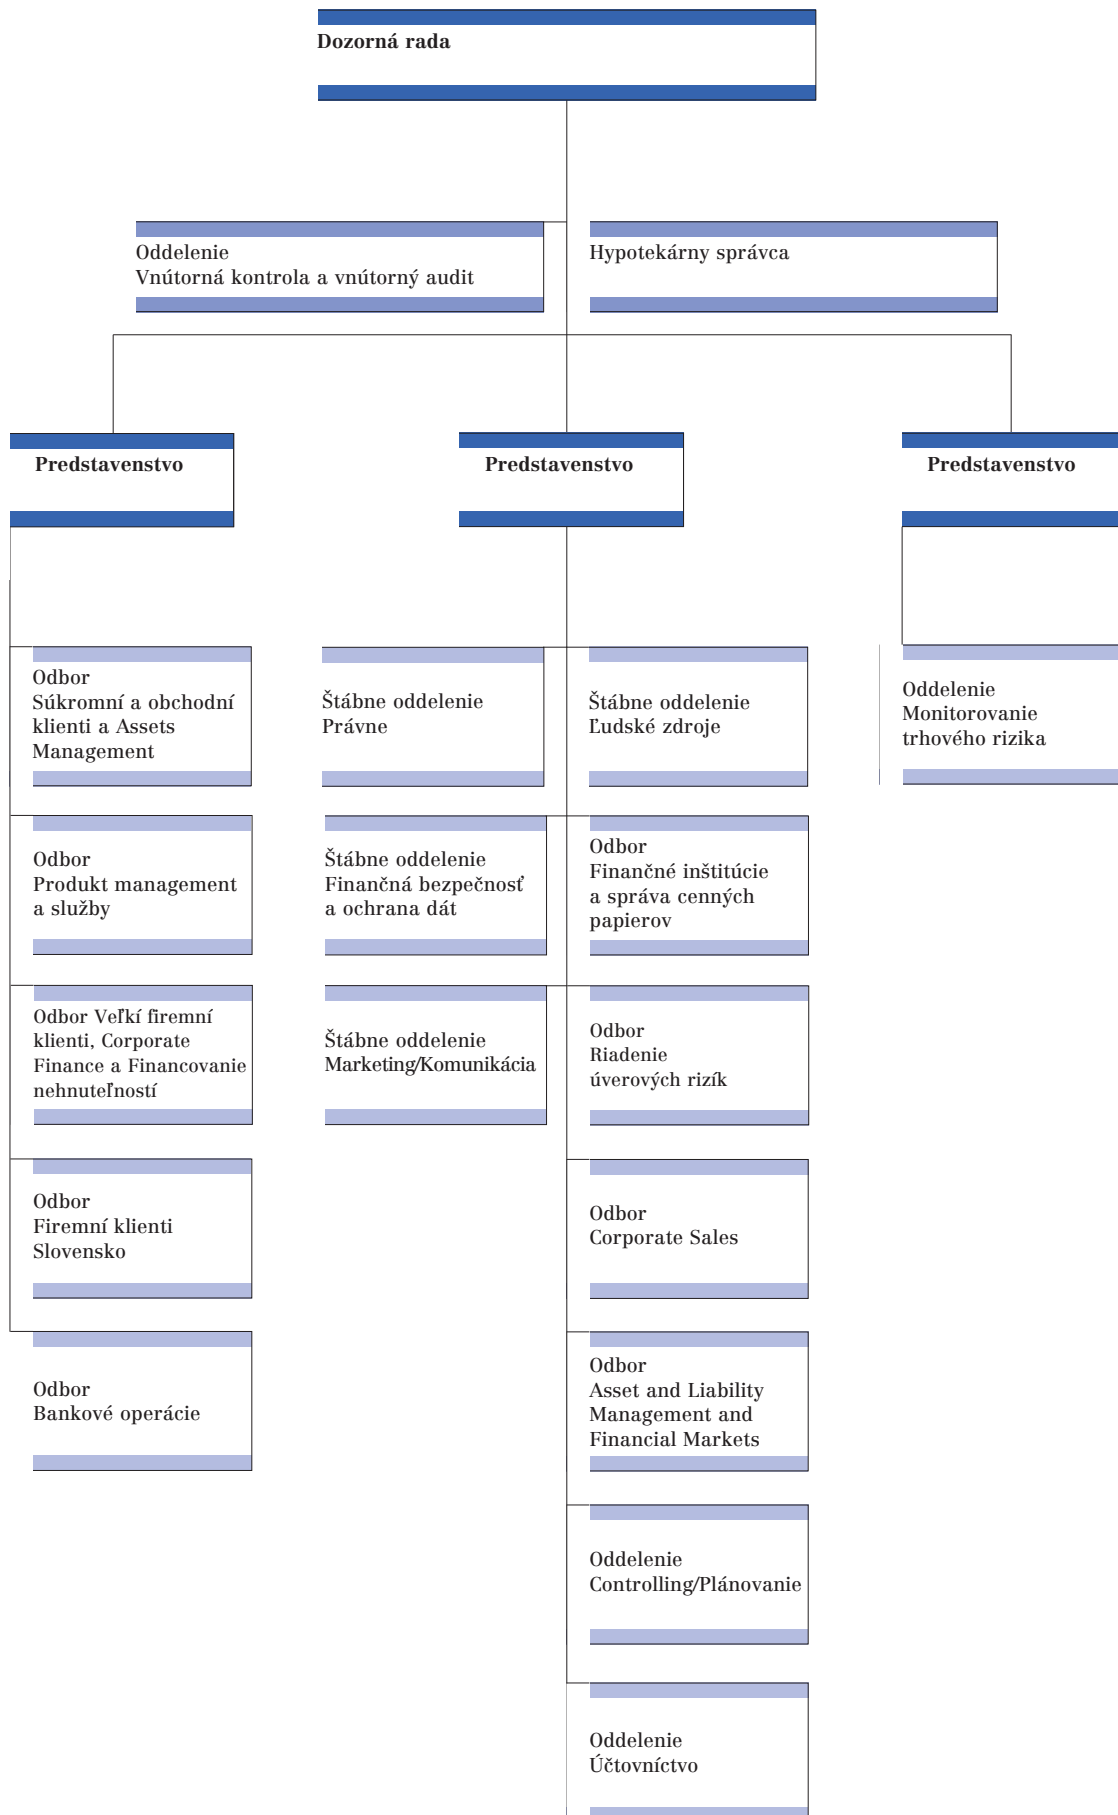 Dozorná rada
Oddelenie
Vnútorná kontrola a vnútorný audit
Hypotekárny správca
Predstavenstvo
Predstavenstvo
Predstavenstvo
Odbor
Súkromní a obchodní
klienti a Assets
Management
Štábne oddelenie
Právne
Štábne oddelenie
Ľudské zdroje
Oddelenie
Monitorovanie
trhového rizika
Odbor
Produkt management
a služby
Štábne oddelenie
Finančná bezpečnosť
a ochrana dát
Odbor
Finančné inštitúcie
a správa cenných
papierov
Odbor Veľkí firemní
klienti, Corporate
Finance a Financovanie
nehnuteľností
Štábne oddelenie
Marketing/Komunikácia
Odbor
Riadenie
úverových rizík
Odbor
Firemní klienti
Slovensko
Odbor
Corporate Sales
Odbor
Bankové operácie
Odbor
Asset and Liability
Management and
Financial Markets
Oddelenie
Controlling/Plánovanie
Oddelenie
Účtovníctvo